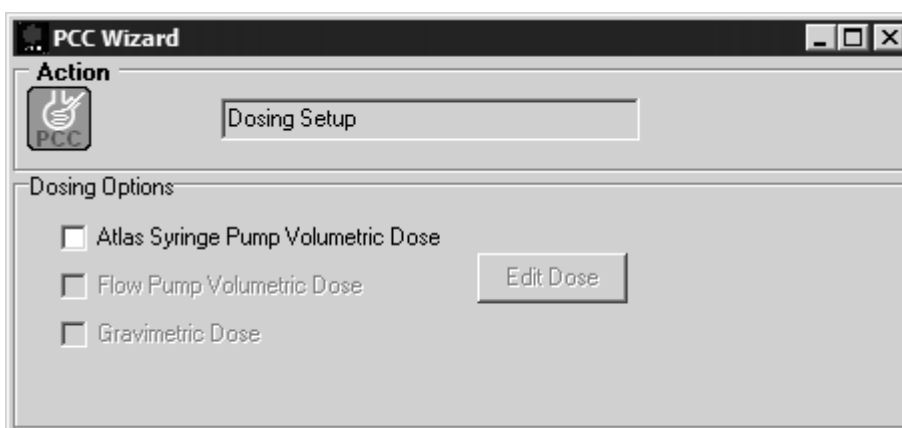 PCC Wizard
Action
PCC
Dosing Setup
Dosing Options
Atlas Syringe Pump Volumetric Dose
Flow Pump Volumetric Dose
Edit Dose
Gravimetric Dose